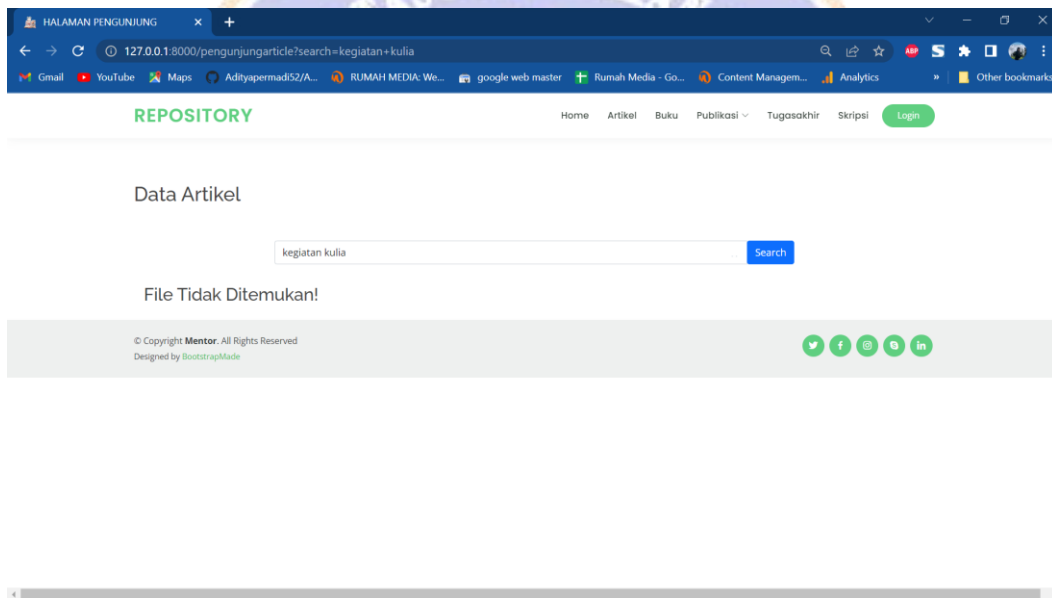 HALAMAN PENGUNJUNG
127.0.0.1:8000/pengunjungarticle?search=kegiatan+kulia
ABP S
Gmail YouTube Maps Adityapermadi52/A... RUMAH MEDIA: We... google web master Rumah Media - Go... Content Managem... Analytics » Other bookmarks
REPOSITORY Home Artikel Buku Publikasi Tugasakhir Skripsi Login
Data Artikel
kegiatan kulia Search
File Tidak Ditemukan!
© Copyright Mentor. All Rights Reserved
Designed by BootstrapMade